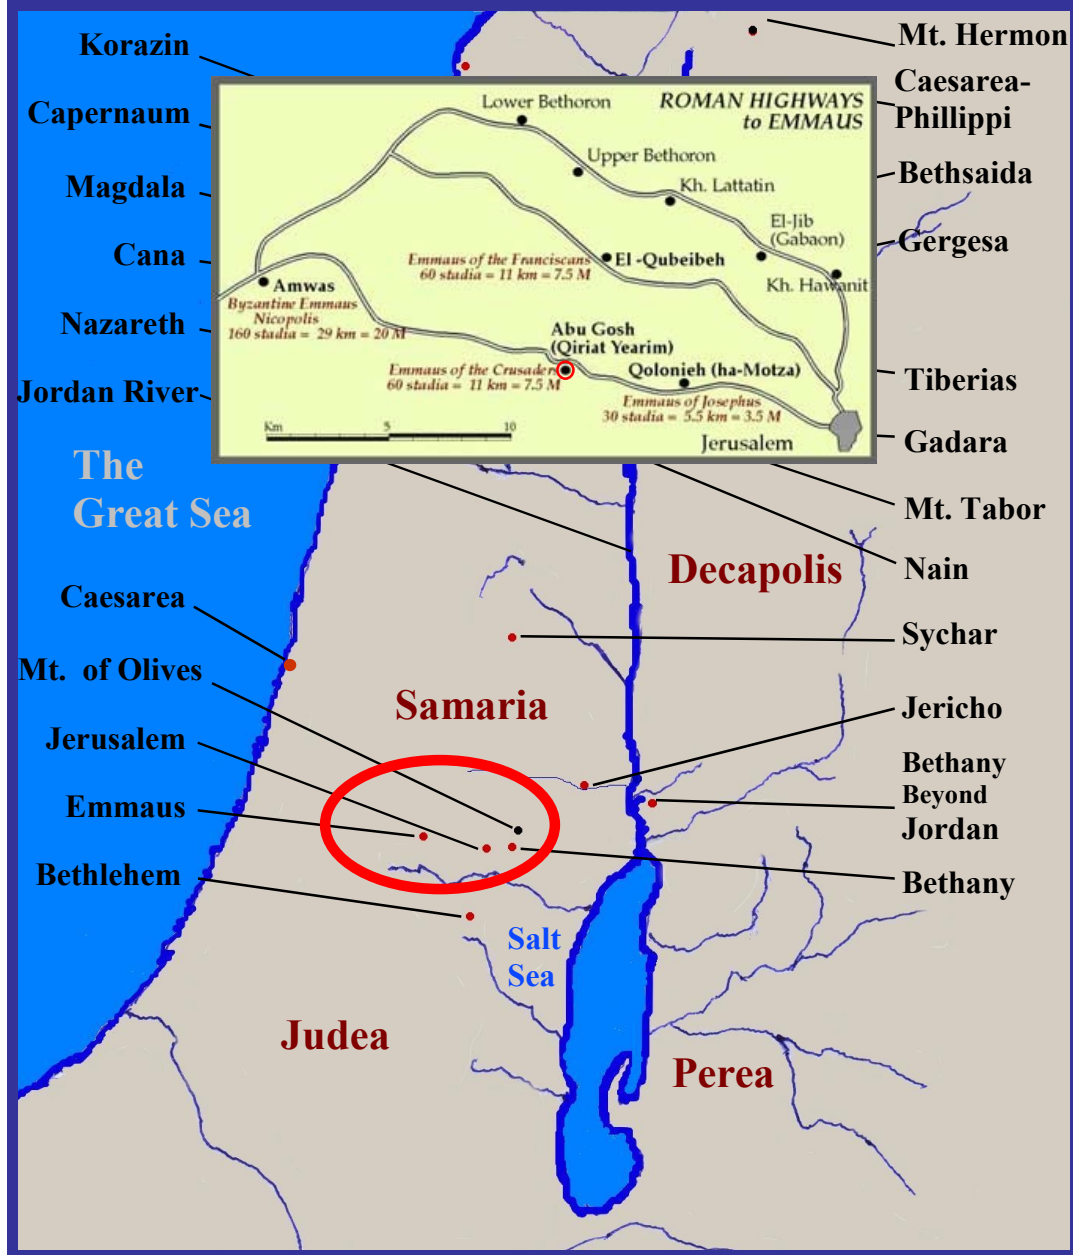 Korazin
Capernaum
Magdala
Cana
Nazareth
Jordan River
The
Great Sea
Caesarea
Mt. of Olives
Jerusalem
Emmaus
Bethlehem
Mt. Hermon
Caesarea-
Phillippi
Bethsaida
Gergesa
Tiberias
Gadara
Mt. Tabor
Nain
Sychar
Jericho
Bethany
Beyond
Jordan
Bethany
ROMAN HIGHWAYS
to EMMAUS
Lower Bethoron
Upper Bethoron
Kh. Lattatin
El-Jib
(Gabaon)
Kh. Hawanit
Emmaus of the Franciscans
60 stadia = 11 km = 7.5 M
El -Qubeibeh
Amwas
Byzantine Emmaus
Nicopolis
160 stadia = 29 km = 20 M
Abu Gosh
(Qiriat Yearim)
Emmaus of the Crusaders
60 stadia = 11 km = 7.5 M
Qolonieh (ha-Motza)
Emmaus of Josephus
30 stadia = 5.5 km = 3.5 M
Km
5
10
Jerusalem
Decapolis
Samaria
Salt
Sea
Judea
Perea